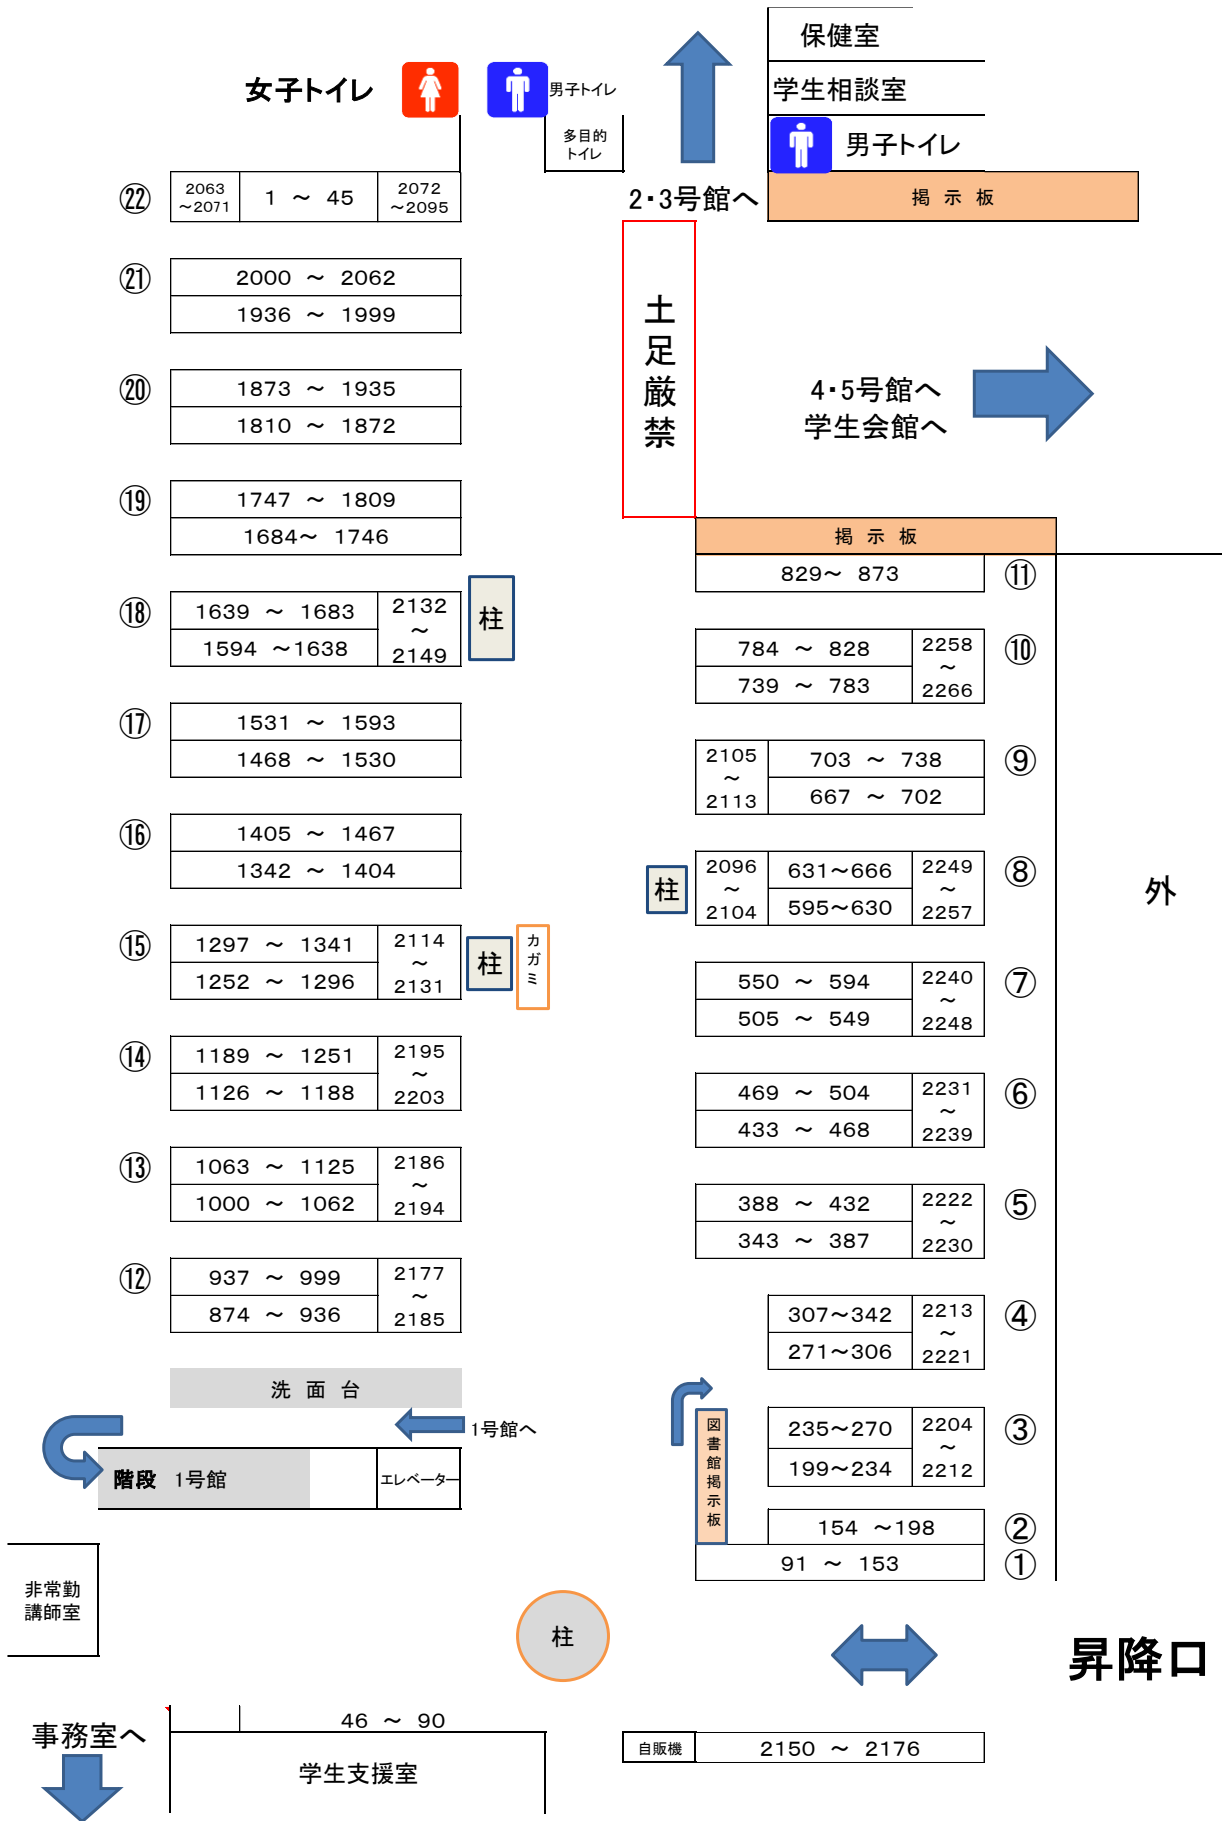 保健室
学生相談室
男子トイレ
女子トイレ
男子トイレ
多目的
トイレ
2・3号館へ
掲 示 板
㉒
2063
～2071
1 ～ 45
2072
～2095
㉑
2000 ～ 2062
1936 ～ 1999
⑳
1873 ～ 1935
1810 ～ 1872
⑲
1747 ～ 1809
1684～ 1746
⑱
1639 ～ 1683
1594 ～1638
2132
～
2149
柱
⑰
1531 ～ 1593
1468 ～ 1530
⑯
1405 ～ 1467
1342 ～ 1404
⑮
1297 ～ 1341
1252 ～ 1296
2114
～
2131
柱
カガミ
⑭
1189 ～ 1251
1126 ～ 1188
2195
～
2203
⑬
1063 ～ 1125
1000 ～ 1062
2186
～
2194
⑫
937 ～ 999
874 ～ 936
2177
～
2185
洗 面 台
1号館へ
階段 1号館
エレベーター
非常勤
講師室
土足厳禁
4・5号館へ
学生会館へ
掲 示 板
829～ 873
⑪
784 ～ 828
739 ～ 783
2258
～
2266
⑩
2105
～
2113
703 ～ 738
667 ～ 702
⑨
柱
2096
～
2104
631～666
595～630
2249
～
2257
⑧
外
550 ～ 594
505 ～ 549
2240
～
2248
⑦
469 ～ 504
433 ～ 468
2231
～
2239
⑥
388 ～ 432
343 ～ 387
2222
～
2230
⑤
307～342
271～306
2213
～
2221
④
図書館掲示板
235～270
199～234
2204
～
2212
③
154 ～198
②
91 ～ 153
①
柱
昇降口
事務室へ
46 ～ 90
学生支援室
自販機
2150 ～ 2176